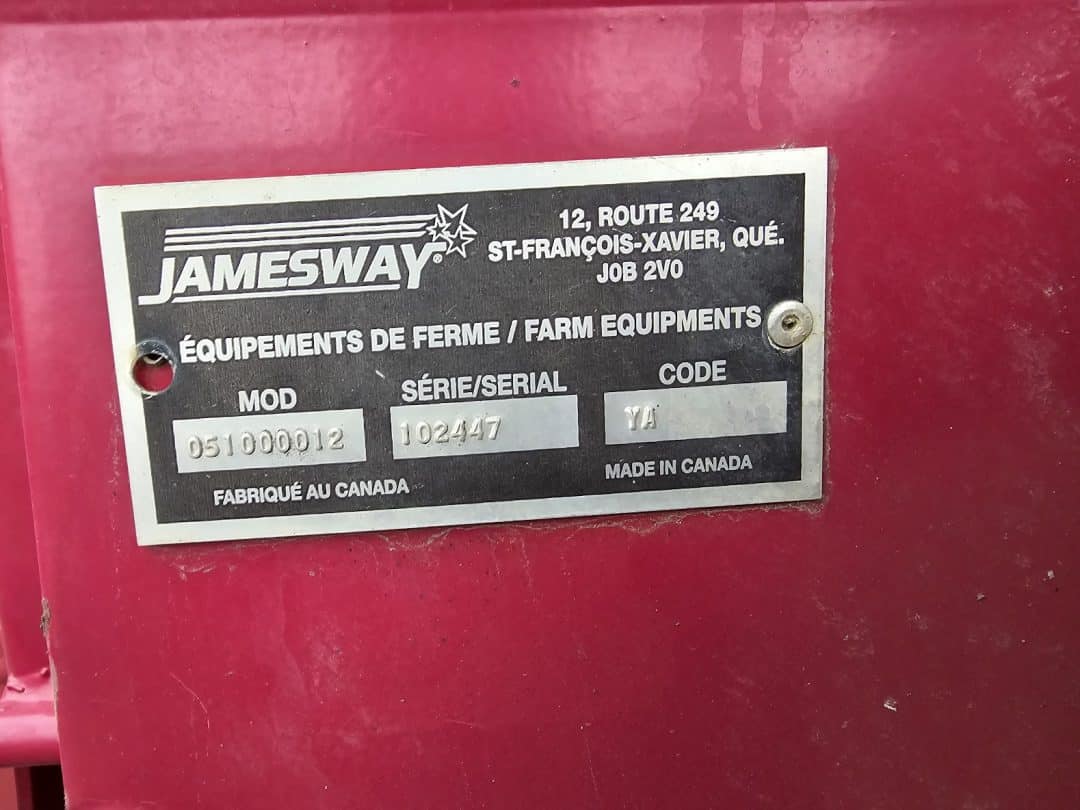 JAMESWAY®
12, ROUTE 249
ST-FRANÇOIS-XAVIER, QUÉ.
J0B 2V0
ÉQUIPEMENTS DE FERME / FARM EQUIPMENTS
MOD SÉRIE/SERIAL CODE
051000012 102447 YA
FABRIQUÉ AU CANADA MADE IN CANADA